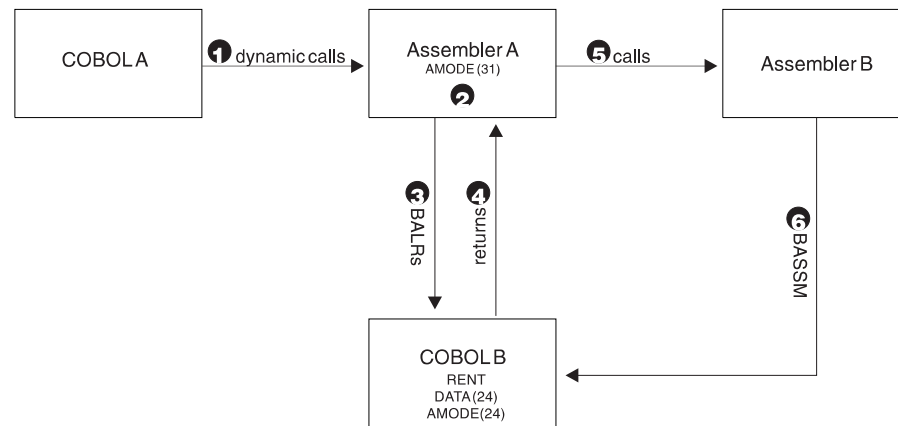 COBOL A
1 dynamic calls
Assembler A
AMODE (31)
2
5 calls
Assembler B
3 BALRs
4 returns
6 BASSM
COBOL B
RENT
DATA(24)
AMODE(24)